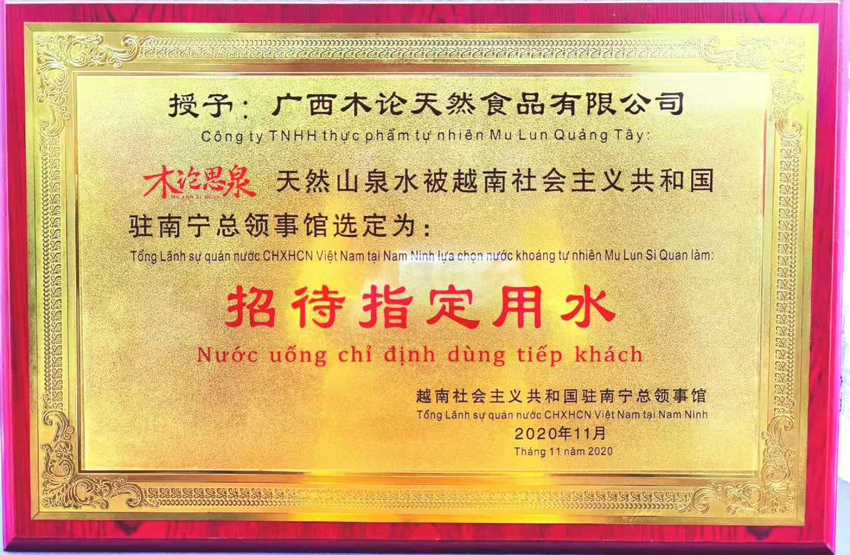 授予：广西木论天然食品有限公司
Công ty TNHH thực phẩm tự nhiên Mu Lun Quảng Tây:
木论思泉 天然山泉水被越南社会主义共和国
MU LUN SI QUAN
驻南宁总领事馆选定为：
Tổng Lãnh sự quán nước CHXHCN Việt Nam tại Nam Ninh lựa chọn nước khoáng tự nhiên Mu Lun Si Quan làm:
招待指定用水
Nước uống chỉ định dùng tiếp khách
越南社会主义共和国驻南宁总领事馆
Tổng Lãnh sự quán nước CHXHCN Việt Nam tại Nam Ninh
2020年11月
Tháng 11 năm 2020